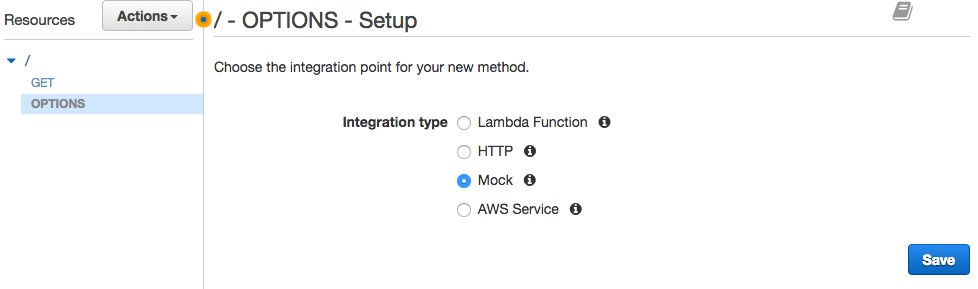 Resources
Actions
/ - OPTIONS - Setup
/
GET
OPTIONS
Choose the integration point for your new method.
Integration type
Lambda Function
HTTP
Mock
AWS Service
Save